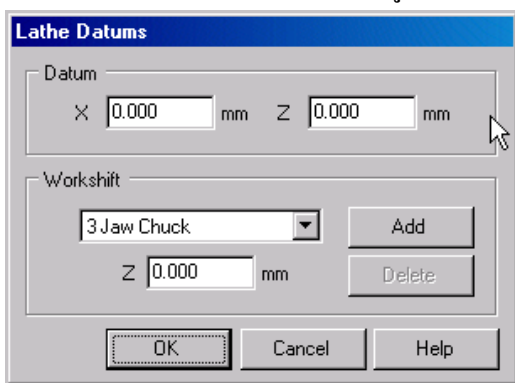 Lathe Datums
Datum
X 0.000 mm Z 0.000 mm
Workshift
3 Jaw Chuck Add
Z 0.000 mm Delete
OK Cancel Help